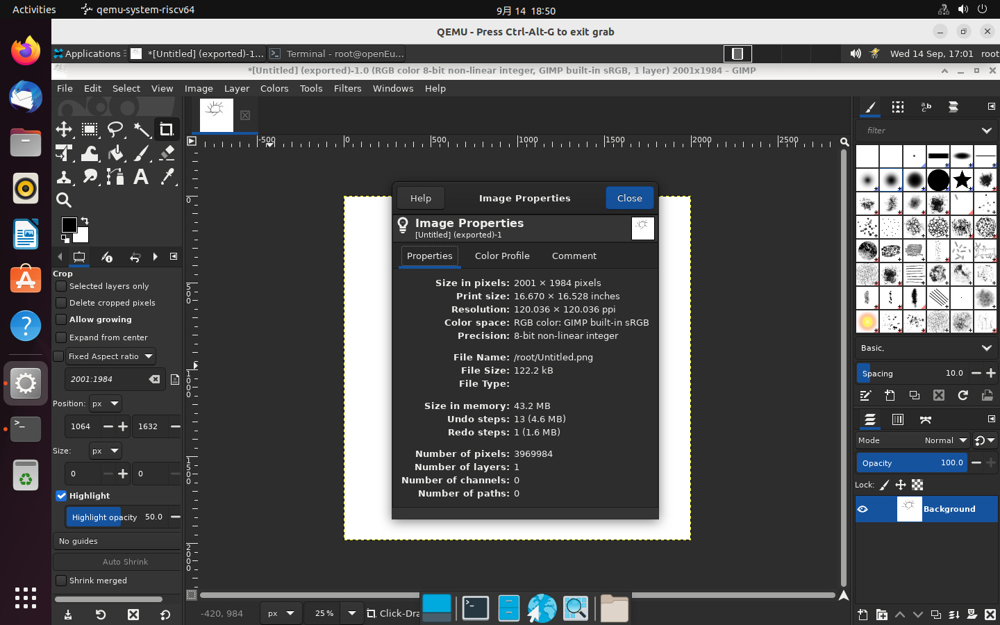 Activities
qemu-system-riscv64
9月 14 18:50
QEMU - Press Ctrl-Alt-G to exit grab
Applications
*[Untitled] (exported)-1...
Terminal - root@openEu...
Wed 14 Sep, 17:01
root
*[Untitled] (exported)-1.0 (RGB color 8-bit non-linear integer, GIMP built-in sRGB, 1 layer) 2001x1984 – GIMP
File Edit Select View Image Layer Colors Tools Filters Windows Help
-500 0 500 1000 1500 2000 2500
0
500
1000
1500
2000
Crop
Selected layers only
Delete cropped pixels
Allow growing
Expand from center
Fixed Aspect ratio
2001:1984
Position: px
1064 1632
Size: px
0 0
Highlight
Highlight opacity 50.0
No guides
Auto Shrink
Shrink merged
Help
Image Properties
Close
Image Properties
[Untitled] (exported)-1
Properties Color Profile Comment
Size in pixels: 2001 × 1984 pixels
Print size: 16.670 × 16.528 inches
Resolution: 120.036 × 120.036 ppi
Color space: RGB color: GIMP built-in sRGB
Precision: 8-bit non-linear integer
File Name: /root/Untitled.png
File Size: 122.2 kB
File Type:
Size in memory: 43.2 MB
Undo steps: 13 (4.6 MB)
Redo steps: 1 (1.6 MB)
Number of pixels: 3969984
Number of layers: 1
Number of channels: 0
Number of paths: 0
filter
Basic,
Spacing 10.0
Mode Normal
Opacity 100.0
Lock:
Background
-420, 984
px
25 %
Click-Dra